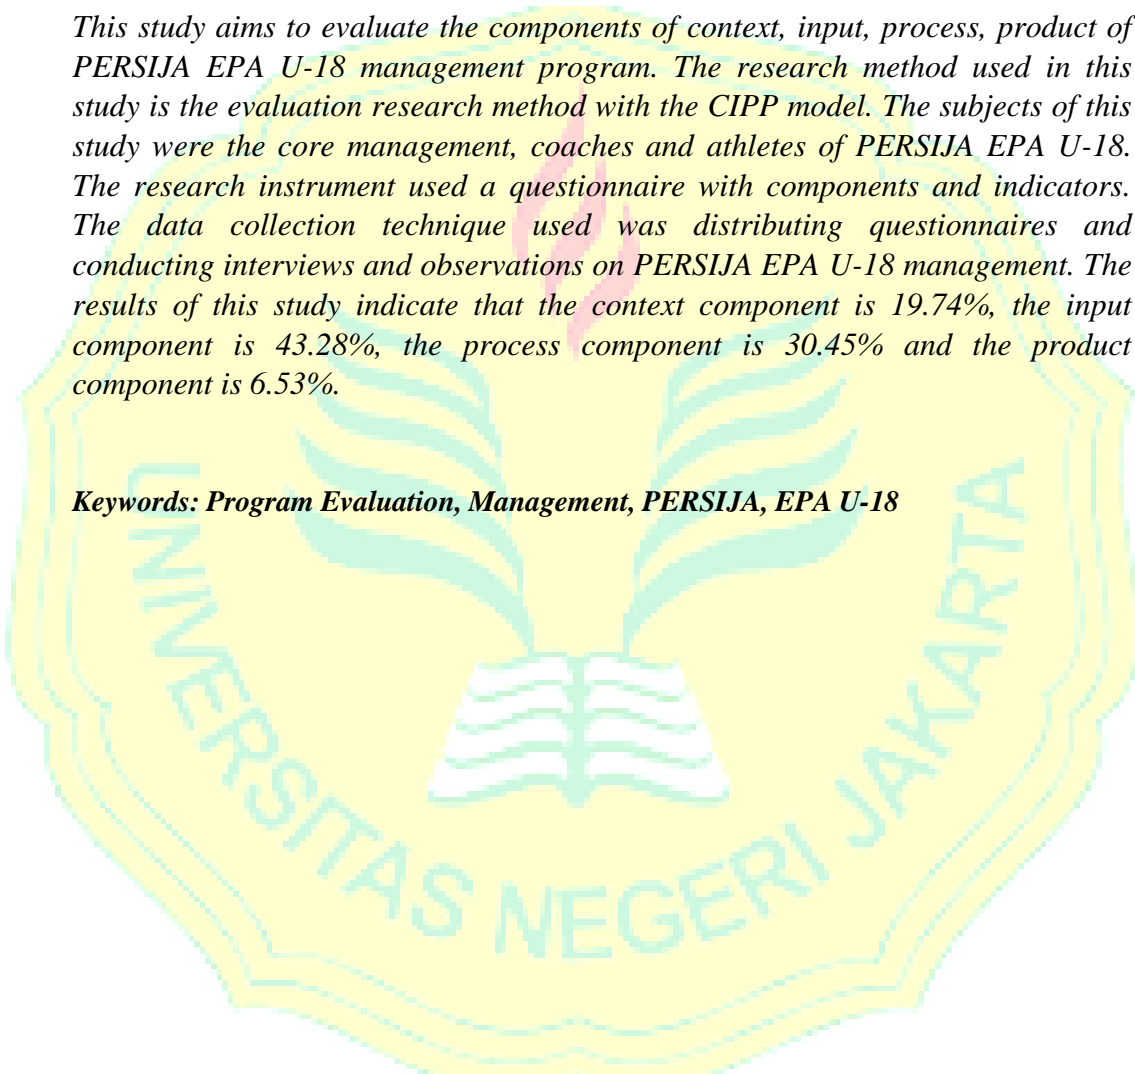 This study aims to evaluate the components of context, input, process, product of
PERSIJA EPA U-18 management program. The research method used in this
study is the evaluation research method with the CIPP model. The subjects of this
study were the core management, coaches and athletes of PERSIJA EPA U-18.
The research instrument used a questionnaire with components and indicators.
The data collection technique used was distributing questionnaires and
conducting interviews and observations on PERSIJA EPA U-18 management. The
results of this study indicate that the context component is 19.74%, the input
component is 43.28%, the process component is 30.45% and the product
component is 6.53%.
Keywords: Program Evaluation, Management, PERSIJA, EPA U-18
UNIVERSITAS NEGERI JAKARTA